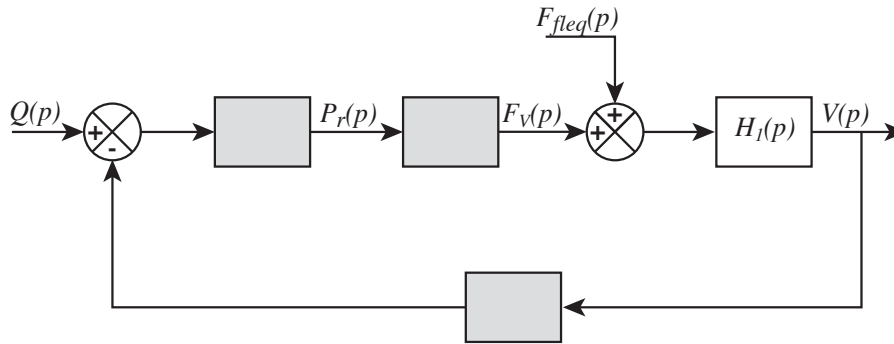 F_fleq(p)
Q(p)
P_r(p)
F_V(p)
V(p)
+
-
+
+
H_1(p)